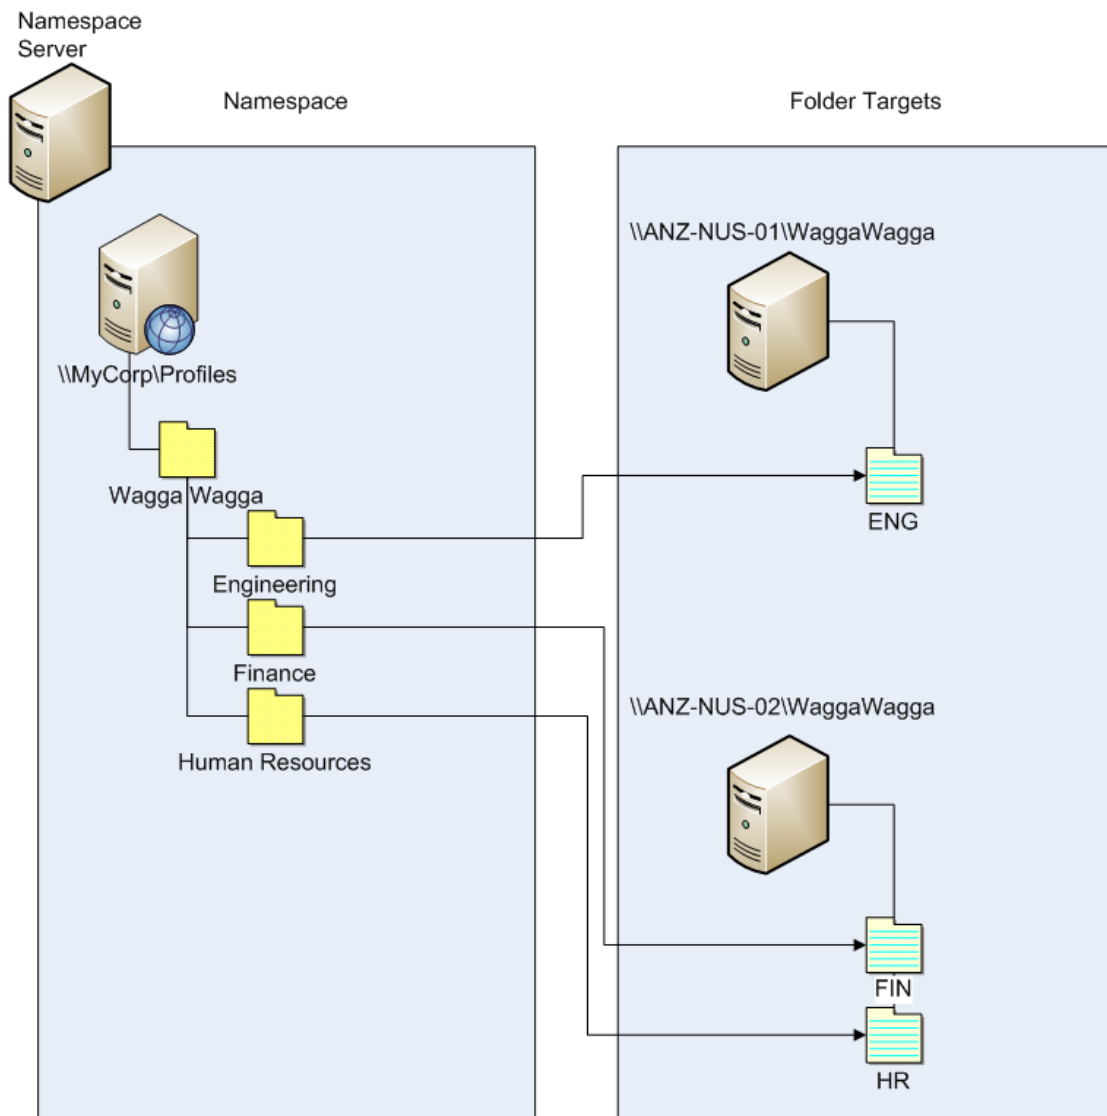 Namespace
Server
Namespace
Folder Targets
\\MyCorp\Profiles
Wagga Wagga
Engineering
Finance
Human Resources
\\ANZ-NUS-01\WaggaWagga
ENG
\\ANZ-NUS-02\WaggaWagga
FIN
HR